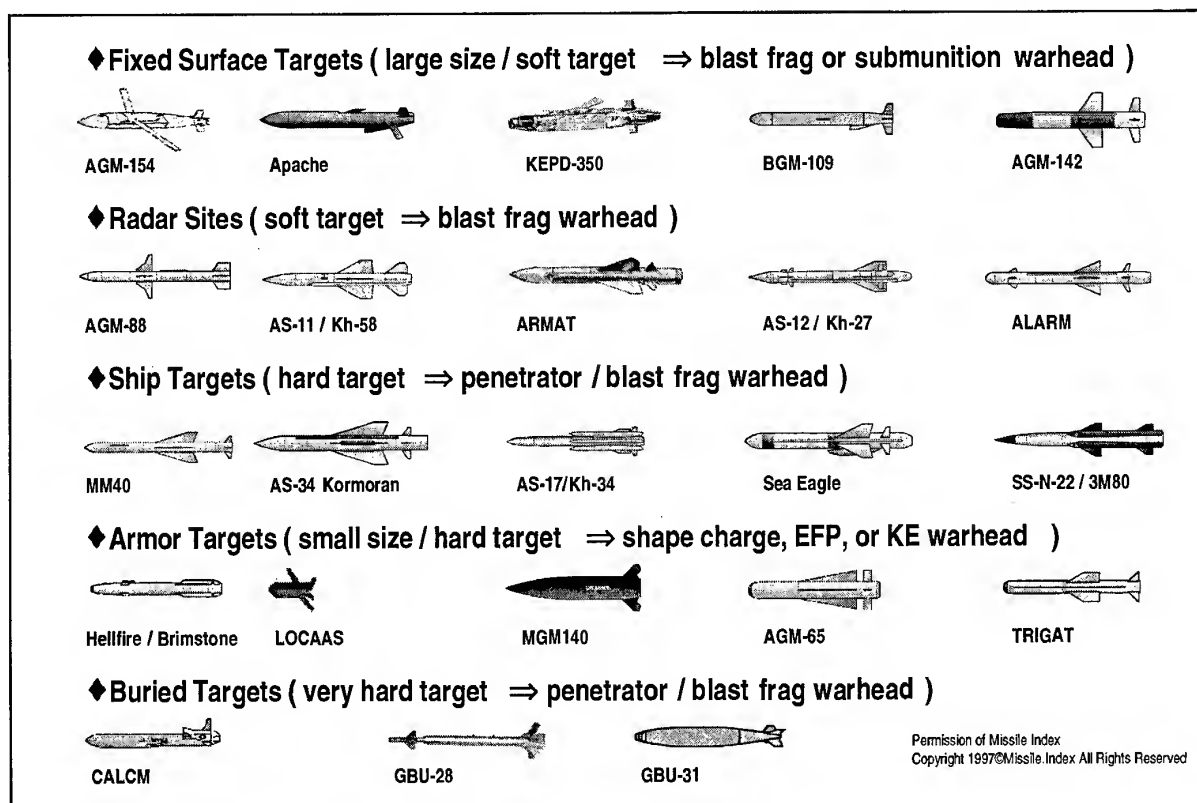 ♦Fixed Surface Targets ( large size / soft target ⇒ blast frag or submunition warhead )
AGM-154 Apache KEPD-350 BGM-109 AGM-142
♦Radar Sites ( soft target ⇒ blast frag warhead )
AGM-88 AS-11 / Kh-58 ARMAT AS-12 / Kh-27 ALARM
♦Ship Targets ( hard target ⇒ penetrator / blast frag warhead )
MM40 AS-34 Kormoran AS-17/Kh-34 Sea Eagle SS-N-22 / 3M80
♦Armor Targets ( small size / hard target ⇒ shape charge, EFP, or KE warhead )
Hellfire / Brimstone LOCAAS MGM140 AGM-65 TRIGAT
♦Buried Targets ( very hard target ⇒ penetrator / blast frag warhead )
CALCM GBU-28 GBU-31
Permission of Missile Index
Copyright 1997©Missile.Index All Rights Reserved